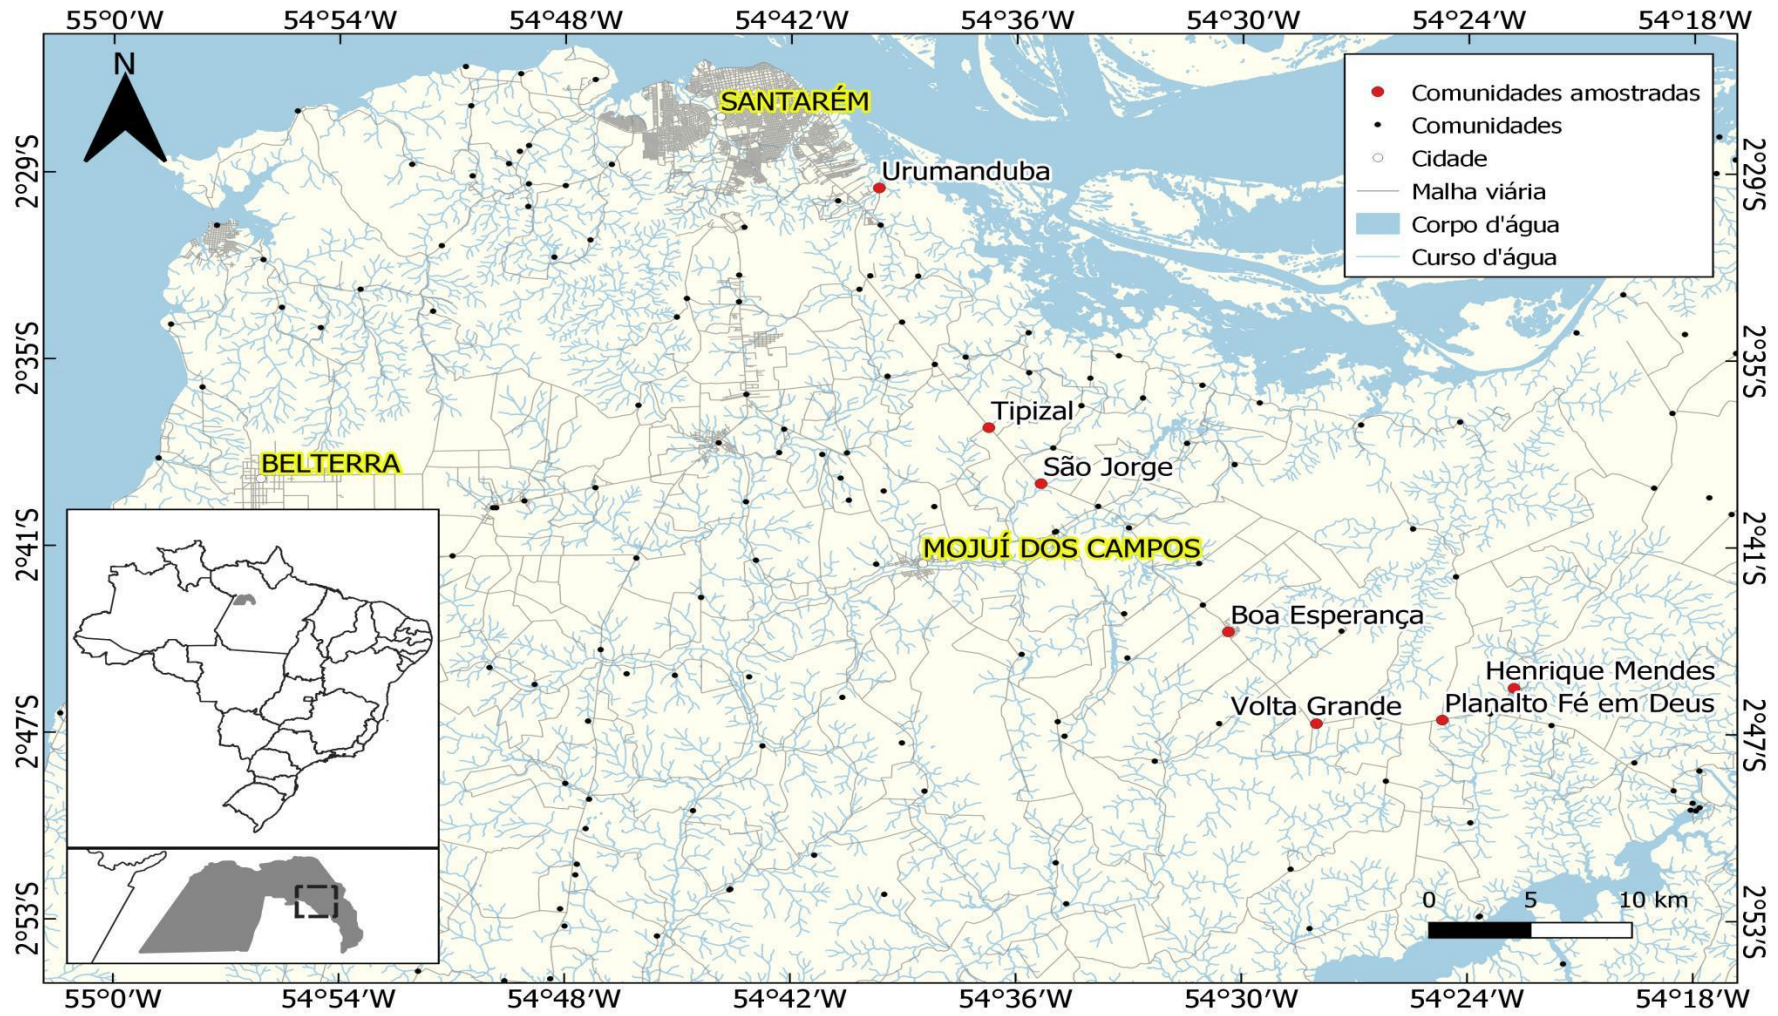 55°0′W 54°54′W 54°48′W 54°42′W 54°36′W 54°30′W 54°24′W 54°18′W
N
SANTARÉM
Comunidades amostradas
Comunidades
Cidade
Malha viária
Corpo d'água
Curso d'água
2°29′S
2°29′S
Urumanduba
2°35′S
2°35′S
Tipizal
BELTERRA
São Jorge
2°41′S
2°41′S
MOJUÍ DOS CAMPOS
Boa Esperança
Henrique Mendes
Volta Grande
Planalto Fé em Deus
2°47′S
2°47′S
0 5 10 km
2°53′S
2°53′S
55°0′W 54°54′W 54°48′W 54°42′W 54°36′W 54°30′W 54°24′W 54°18′W